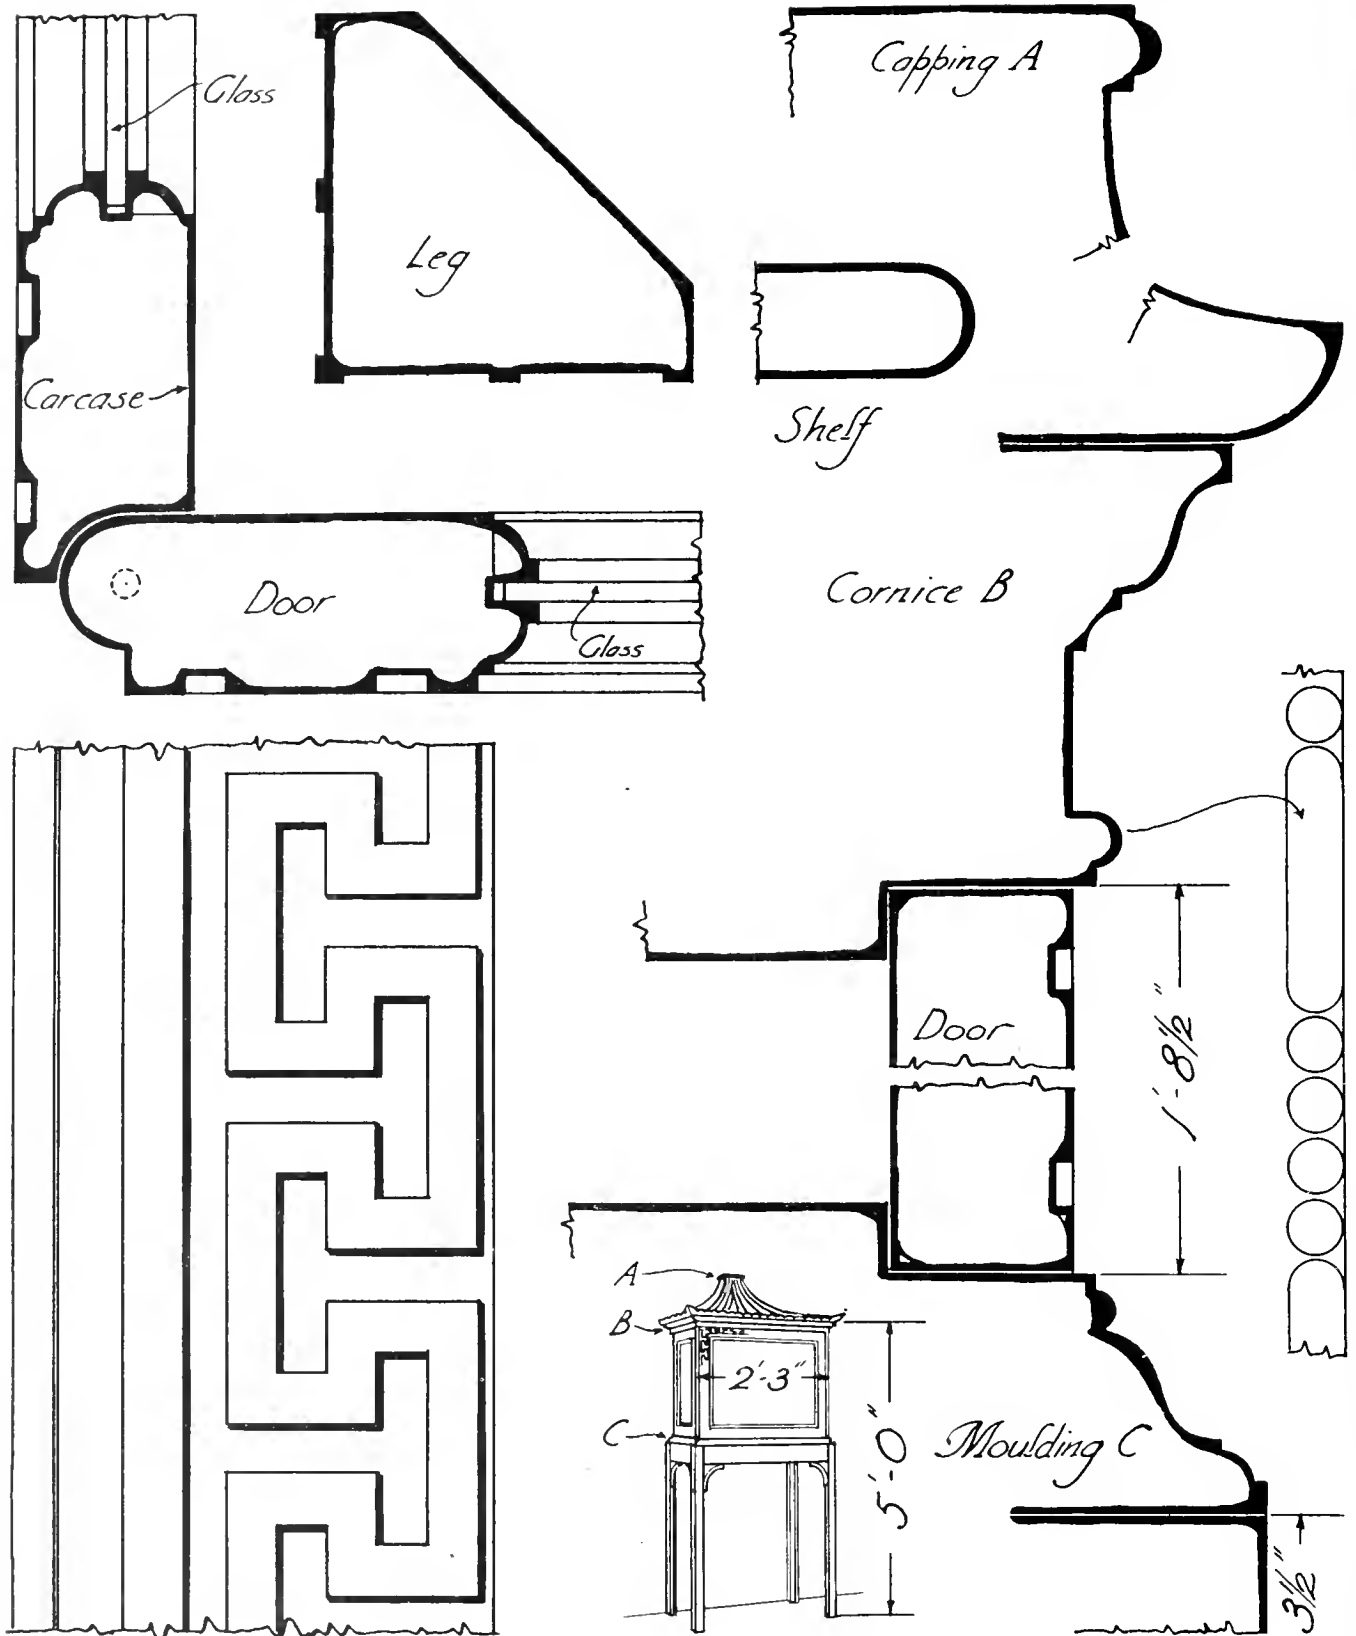 Glass
Capping A
Leg
Carcase
Shelf
Door
Glass
Cornice B
Door
1'-8½"
A
B
2'-3"
C
5'-0"
Moulding C
3½"